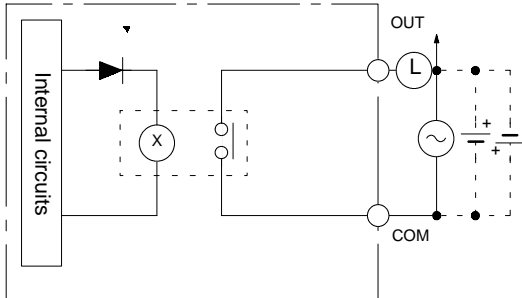 OUT
L
Internal circuits
X
+
+
COM